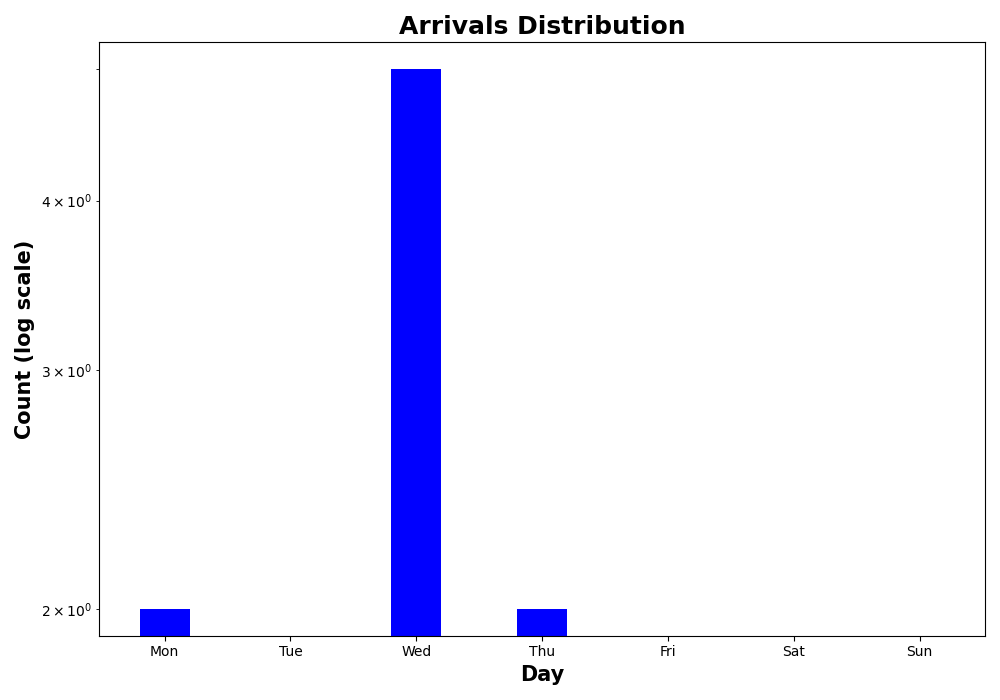 Arrivals Distribution
Count (log scale)
4 × 10⁰
3 × 10⁰
2 × 10⁰
Mon Tue Wed Thu Fri Sat Sun
Day